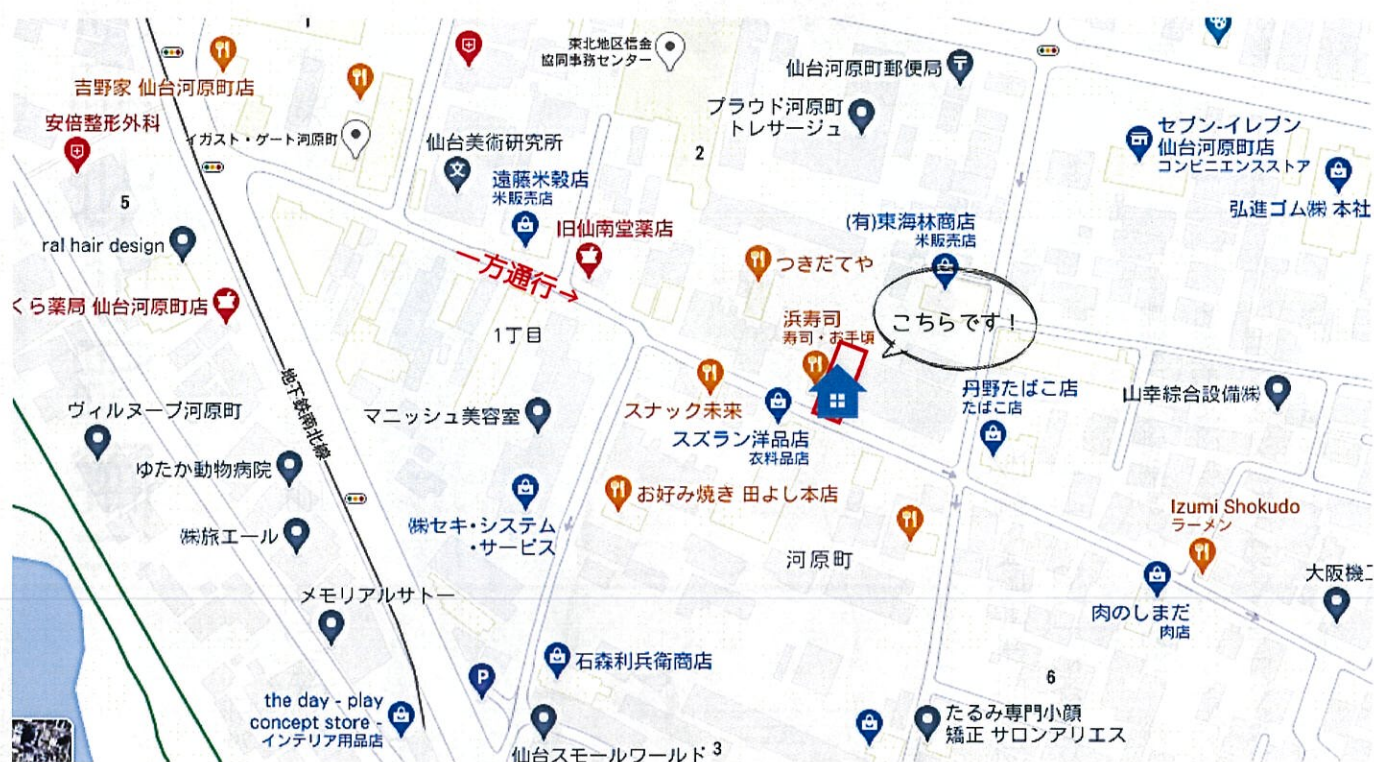 1
東北地区信金
協同事務センター
仙台河原町郵便局
吉野家 仙台河原町店
プラウド河原町
トレサージュ
安倍整形外科
イガスト・ゲート河原町
仙台美術研究所
文
2
セブン-イレブン
仙台河原町店
コンビニエンスストア
遠藤米穀店
米販売店
5
弘進ゴム㈱ 本社
(有)東海林商店
米販売店
旧仙南堂薬店
ral hair design
一方通行→
つきだてや
くら薬局 仙台河原町店
浜寿司
寿司・お手頃
こちらです!
1丁目
地下鉄南北線
丹野たばこ店
たばこ店
山幸綜合設備㈱
ヴィルヌーブ河原町
マニッシュ美容室
スナック未来
スズラン洋品店
衣料品店
ゆたか動物病院
お好み焼き 田よし本店
Izumi Shokudo
ラーメン
㈱旅エール
㈱セキ・システム
・サービス
河原町
大阪機工
メモリアルサトー
肉のしまだ
肉店
石森利兵衛商店
P
6
the day - play
concept store -
インテリア用品店
たるみ専門小顔
矯正 サロンアリエス
仙台スモールワールド
3